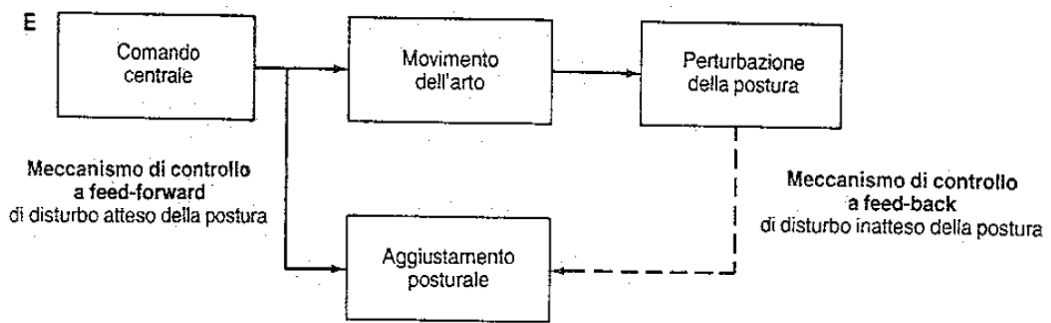 E
Comando
centrale
Movimento
dell'arto
Perturbazione
della postura
Meccanismo di controllo
a feed-forward
di disturbo atteso della postura
Meccanismo di controllo
a feed-back
di disturbo inatteso della postura
Aggiustamento
posturale